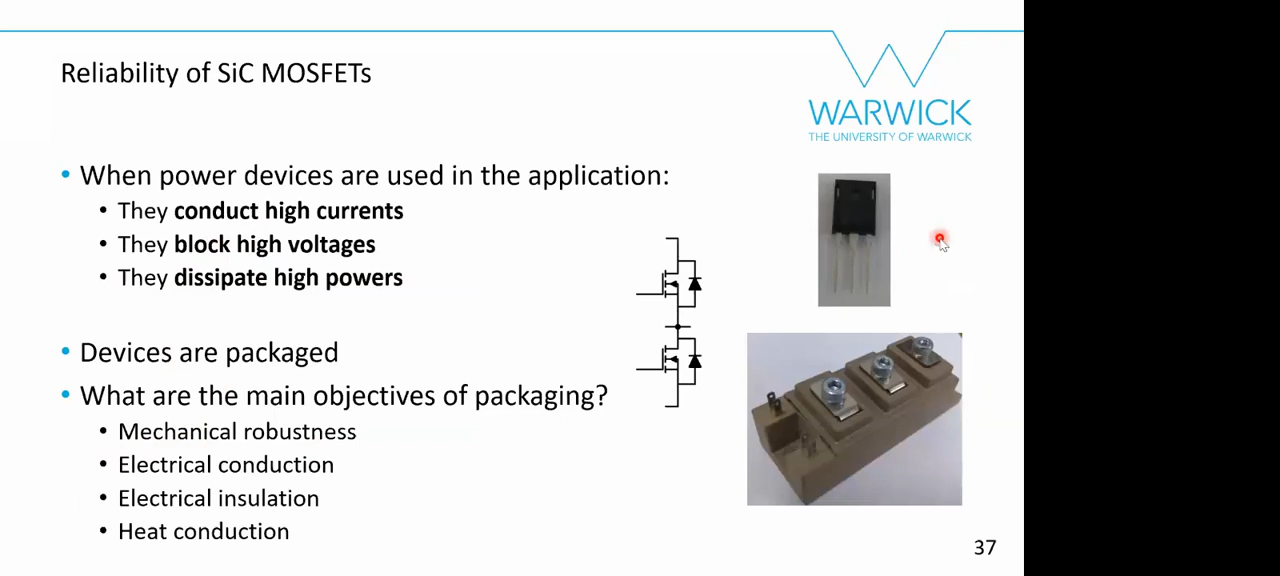 Reliability of SiC MOSFETs
WARWICK
THE UNIVERSITY OF WARWICK
• When power devices are used in the application:
• They conduct high currents
• They block high voltages
• They dissipate high powers
• Devices are packaged
• What are the main objectives of packaging?
• Mechanical robustness
• Electrical conduction
• Electrical insulation
• Heat conduction
37